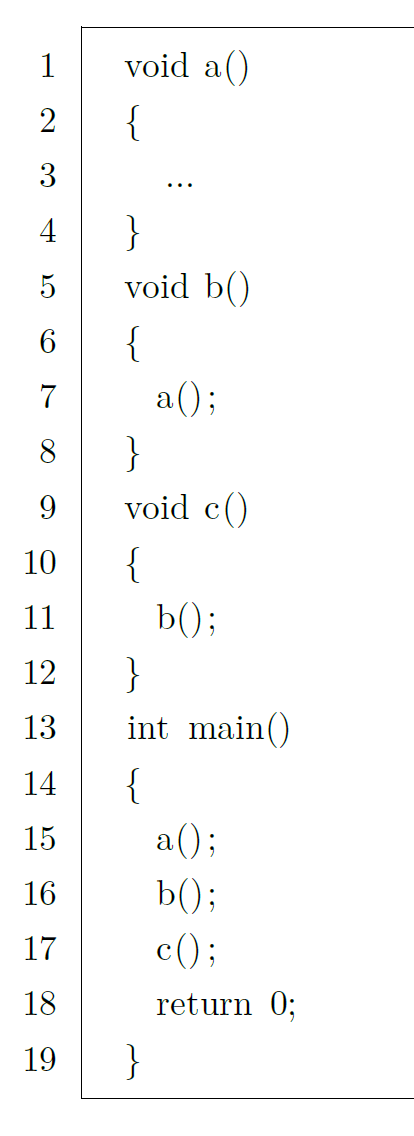 1 void a()
2 {
3 ...
4 }
5 void b()
6 {
7 a();
8 }
9 void c()
10 {
11 b();
12 }
13 int main()
14 {
15 a();
16 b();
17 c();
18 return 0;
19 }